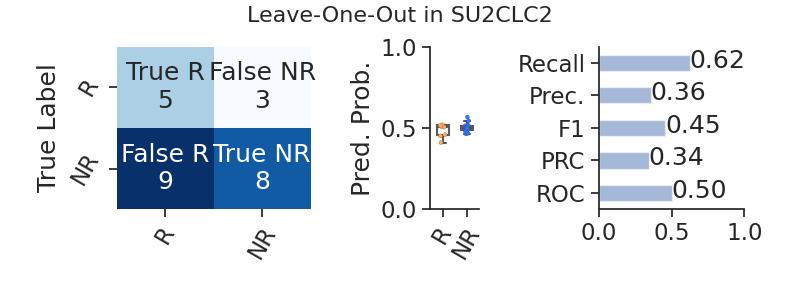 Leave-One-Out in SU2CLC2
True Label
R
NR
True R
5
False NR
3
False R
9
True NR
8
R
NR
Pred. Prob.
1.0
0.5
0.0
R
NR
Recall
Prec.
F1
PRC
ROC
0.62
0.36
0.45
0.34
0.50
0.0 0.5 1.0